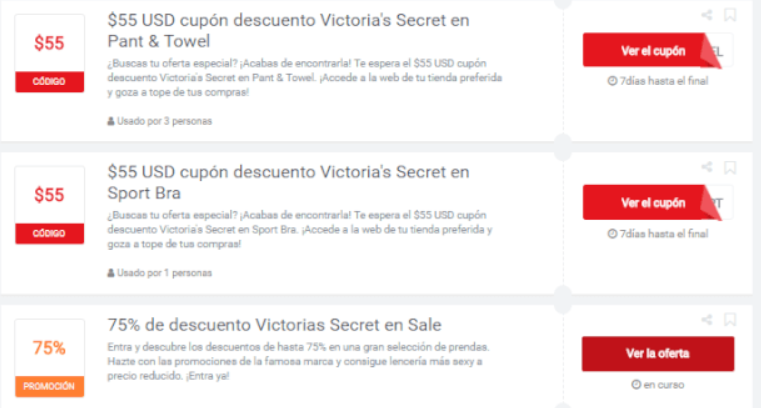 $55
CÓDIGO
$55 USD cupón descuento Victoria's Secret en
Pant & Towel
¿Buscas tu oferta especial? ¡Acabas de encontrarla! Te espera el $55 USD cupón
descuento Victoria's Secret en Pant & Towel. ¡Accede a la web de tu tienda preferida
y goza a tope de tus compras!
Usado por 3 personas
Ver el cupón
EL
7días hasta el final
$55
CÓDIGO
$55 USD cupón descuento Victoria's Secret en
Sport Bra
¿Buscas tu oferta especial? ¡Acabas de encontrarla! Te espera el $55 USD cupón
descuento Victoria's Secret en Sport Bra. ¡Accede a la web de tu tienda preferida y
goza a tope de tus compras!
Usado por 1 personas
Ver el cupón
7días hasta el final
75%
PROMOCIÓN
75% de descuento Victorias Secret en Sale
Entra y descubre los descuentos de hasta 75% en una gran selección de prendas.
Hazte con las promociones de la famosa marca y consigue lencería más sexy a
precio reducido. ¡Entra ya!
Ver la oferta
en curso